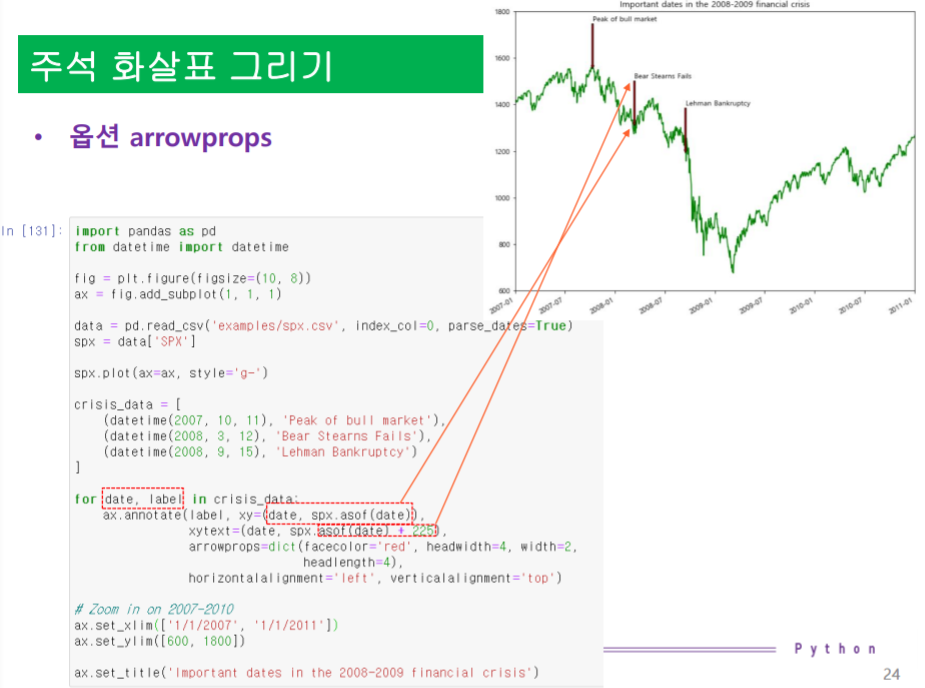 주석 화살표 그리기
• 옵션 arrowprops
Important dates in the 2008-2009 financial crisis
1800
1600
1400
1200
1000
800
600
Peak of bull market
Bear Stearns Fails
Lehman Bankruptcy
2007-01
2007-07
2008-01
2008-07
2009-01
2009-07
2010-01
2010-07
2011-01
In [131]:
import pandas as pd
from datetime import datetime
fig = plt.figure(figsize=(10, 8))
ax = fig.add_subplot(1, 1, 1)
data = pd.read_csv('examples/spx.csv', index_col=0, parse_dates=True)
spx = data['SPX']
spx.plot(ax=ax, style='g-')
crisis_data = [
(datetime(2007, 10, 11), 'Peak of bull market'),
(datetime(2008, 3, 12), 'Bear Stearns Fails'),
(datetime(2008, 9, 15), 'Lehman Bankruptcy')
]
for date, label in crisis_data:
ax.annotate(label, xy=(date, spx.asof(date)),
xytext=(date, spx.asof(date) + 225),
arrowprops=dict(facecolor='red', headwidth=4, width=2,
headlength=4),
horizontalalignment='left', verticalalignment='top')
# Zoom in on 2007-2010
ax.set_xlim(['1/1/2007', '1/1/2011'])
ax.set_ylim([600, 1800])
ax.set_title('Important dates in the 2008-2009 financial crisis')
Python
24